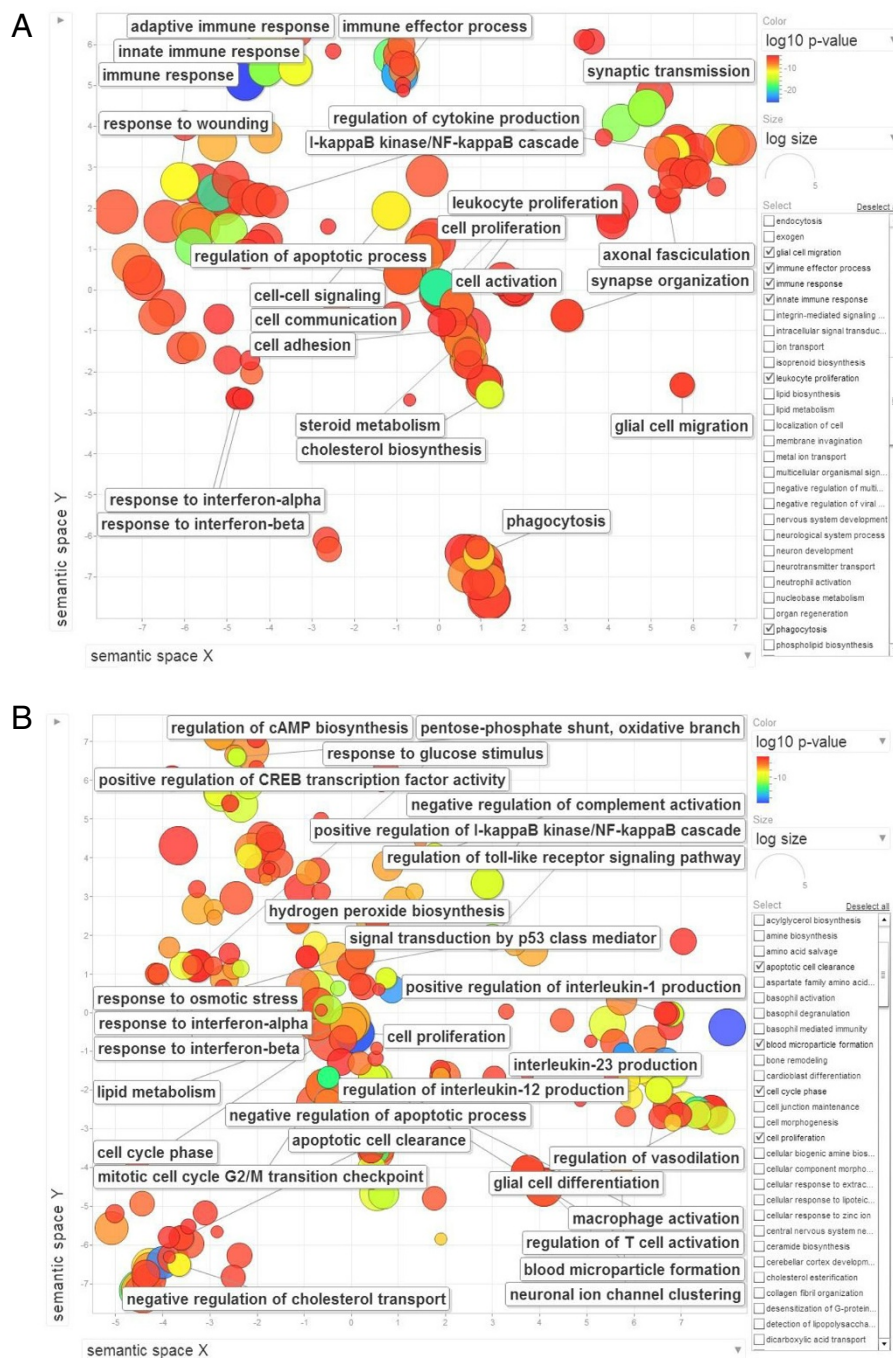 A
adaptive immune response
immune effector process
innate immune response
immune response
synaptic transmission
response to wounding
regulation of cytokine production
I-kappaB kinase/NF-kappaB cascade
leukocyte proliferation
cell proliferation
regulation of apoptotic process
axonal fasciculation
cell activation
synapse organization
cell-cell signaling
cell communication
cell adhesion
steroid metabolism
glial cell migration
cholesterol biosynthesis
response to interferon-alpha
response to interferon-beta
phagocytosis
6
5
4
3
2
1
0
-1
-2
-3
-4
-5
-6
-7
semantic space Y
-7 -6 -5 -4 -3 -2 -1 0 1 2 3 4 5 6 7
semantic space X
Color
log10 p-value
-10
Size
log size
5
Select Deselect
endocytosis
exogen
glial cell migration
immune effector process
immune response
innate immune response
integrin-mediated signaling ...
intracellular signal transduc...
ion transport
isoprenoid biosynthesis
leukocyte proliferation
lipid biosynthesis
lipid metabolism
localization of cell
membrane invagination
metal ion transport
multicellular organismal sign...
negative regulation of multi...
negative regulation of viral ...
nervous system development
neurological system process
neuron development
neurotransmitter transport
neutrophil activation
nucleobase metabolism
organ regeneration
phagocytosis
phospholipid biosynthesis
B
regulation of cAMP biosynthesis
pentose-phosphate shunt, oxidative branch
response to glucose stimulus
positive regulation of CREB transcription factor activity
negative regulation of complement activation
positive regulation of I-kappaB kinase/NF-kappaB cascade
regulation of toll-like receptor signaling pathway
hydrogen peroxide biosynthesis
signal transduction by p53 class mediator
positive regulation of interleukin-1 production
response to osmotic stress
response to interferon-alpha
cell proliferation
response to interferon-beta
interleukin-23 production
lipid metabolism
regulation of interleukin-12 production
negative regulation of apoptotic process
apoptotic cell clearance
cell cycle phase
regulation of vasodilation
mitotic cell cycle G2/M transition checkpoint
glial cell differentiation
macrophage activation
regulation of T cell activation
blood microparticle formation
negative regulation of cholesterol transport
neuronal ion channel clustering
7
6
5
4
3
2
1
0
-1
-2
-3
-4
-5
-6
-7
semantic space Y
-5 -4 -3 -2 -1 0 1 2 3 4 5 6 7
semantic space X
Color
log10 p-value
-10
Size
log size
5
Select Deselect all
acylglycerol biosynthesis
amine biosynthesis
amino acid salvage
apoptotic cell clearance
aspartate family amino acid...
basophil activation
basophil degranulation
basophil mediated immunity
blood microparticle formation
bone remodeling
cardioblast differentiation
cell cycle phase
cell junction maintenance
cell morphogenesis
cell proliferation
cellular biogenic amine bios...
cellular component morpho...
cellular response to extrac...
cellular response to lipoteic...
cellular response to zinc ion
central nervous system ne...
ceramide biosynthesis
cerebellar cortex developm...
cholesterol esterification
collagen fibril organization
desensitization of G-protein...
detection of lipopolysaccha...
dicarboxylic acid transport